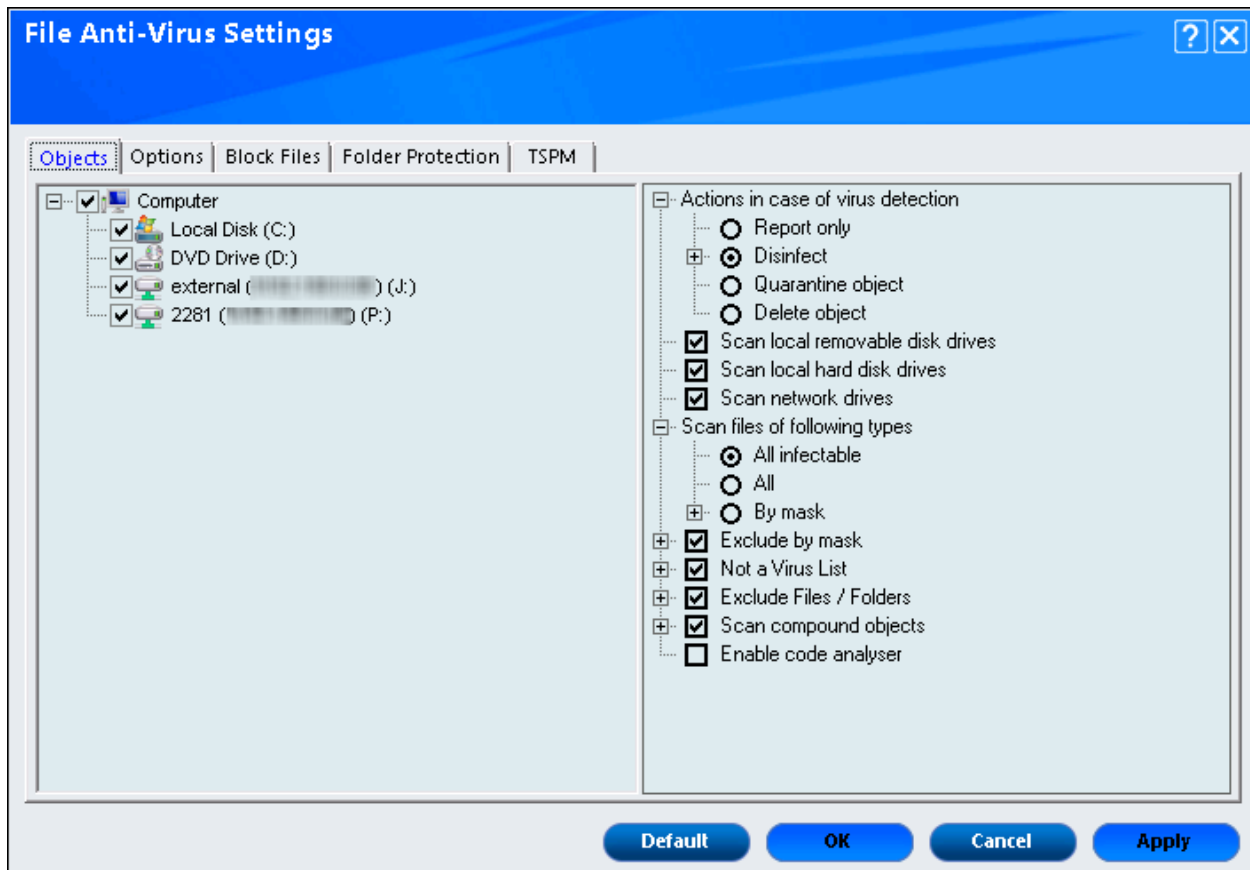 File Anti-Virus Settings
Objects
Options
Block Files
Folder Protection
TSPM
Computer
Local Disk (C:)
DVD Drive (D:)
external ( ) (J:)
2281 ( ) (P:)
Actions in case of virus detection
Report only
Disinfect
Quarantine object
Delete object
Scan local removable disk drives
Scan local hard disk drives
Scan network drives
Scan files of following types
All infectable
All
By mask
Exclude by mask
Not a Virus List
Exclude Files / Folders
Scan compound objects
Enable code analyser
Default
OK
Cancel
Apply